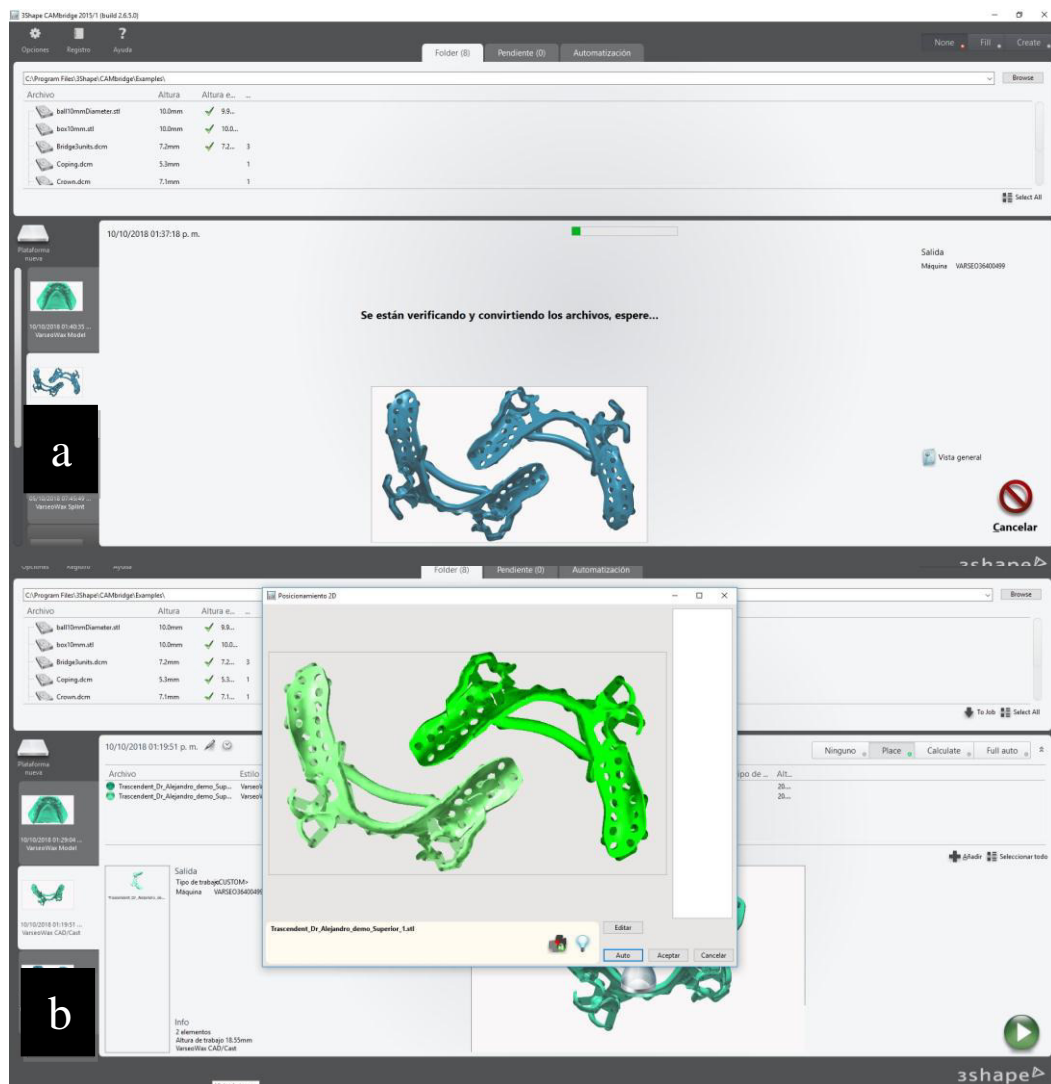 3Shape CAMbridge 2015/1 (build 2.6.5.0)
Opciones Registro Ayuda
Folder (8) Pendiente (0) Automatización
None Fill Create
C:\Program Files\3Shape\CAMbridge\Examples\ Browse
Archivo Altura Altura e... ...
ball10mmDiameter.stl 10.0mm 9.9...
box10mm.stl 10.0mm 10.0...
Bridge3units.dcm 7.2mm 7.2... 3
Coping.dcm 5.3mm 1
Crown.dcm 7.1mm 1
Select All
Plataforma nueva
10/10/2018 01:37:18 p. m.
Salida
Máquina VARSEO36400499
Se están verificando y convirtiendo los archivos, espere...
VarseoWax Model
a
VarseoWax Splint
Vista general
Cancelar
3shape
Opciones Registro Ayuda
Folder (8) Pendiente (0) Automatización
C:\Program Files\3Shape\CAMbridge\Examples\ Browse
Archivo Altura Altura e... ...
ball10mmDiameter.stl 10.0mm 9.9...
box10mm.stl 10.0mm 10.0...
Bridge3units.dcm 7.2mm 7.2... 3
Coping.dcm 5.3mm 5.3... 1
Crown.dcm 7.1mm 7.1... 1
To Job Select All
Posicionamiento 2D
Plataforma nueva
10/10/2018 01:19:51 p. m.
Ninguno Place Calculate Full auto
Archivo Estilo ipo de ... Alt...
Trascendent_Dr_Alejandro_demo_Sup... 20...
Trascendent_Dr_Alejandro_demo_Sup... 20...
10/10/2018 01:29:04 ...
VarseoWax Model
Añadir Seleccionar todo
Salida
Tipo de trabajo<CUSTOM>
Máquina VARSEO36400499
10/10/2018 01:19:51 ...
VarseoWax CAD/Cast
Trascendent_Dr_Alejandro_demo_Superior_1.stl
Editar
Auto Aceptar Cancelar
b
Info
2 elementos
Altura de trabajo 18,55mm
VarseoWax CAD/Cast
3shape